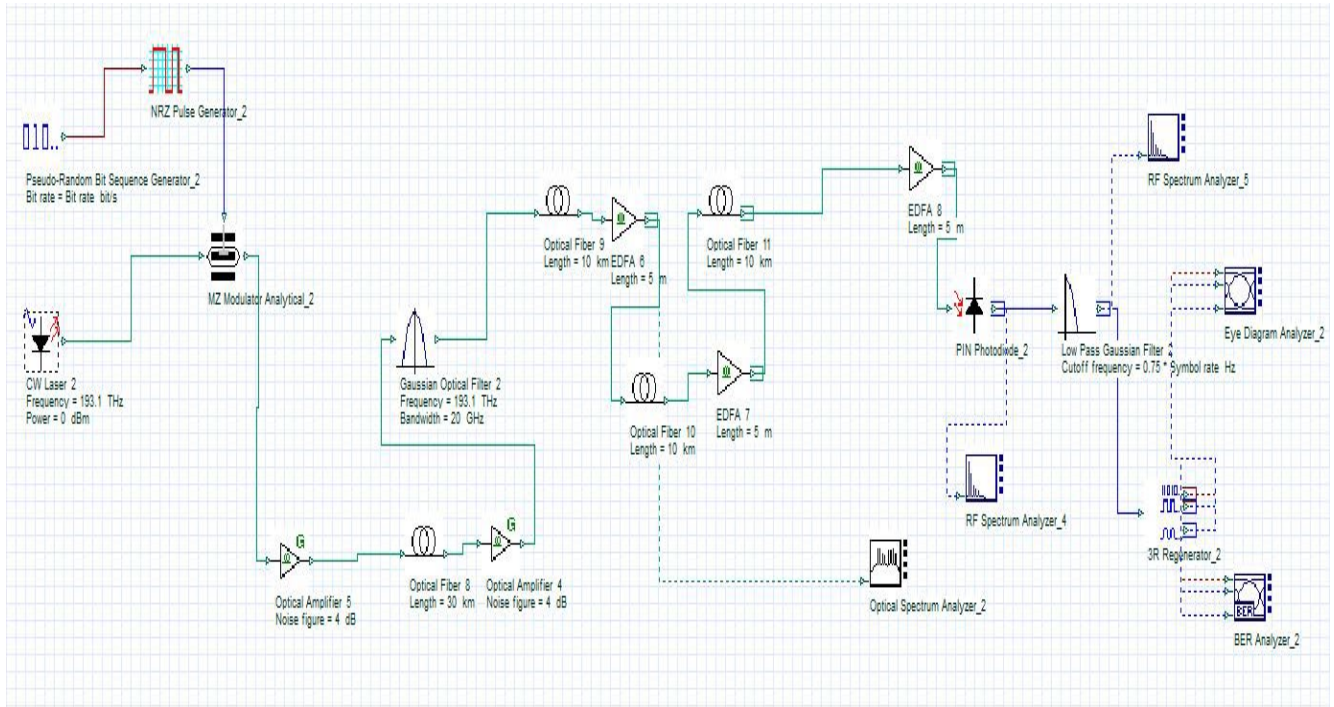 NRZ Pulse Generator_2
Pseudo-Random Bit Sequence Generator_2
Bit rate = Bit rate bit/s
MZ Modulator Analytical_2
CW Laser 2
Frequency = 193.1 THz
Power = 0 dBm
Optical Amplifier 5
Noise figure = 4 dB
Optical Fiber 8
Length = 30 km
Optical Amplifier 4
Noise figure = 4 dB
G
G
Gaussian Optical Filter 2
Frequency = 193.1 THz
Bandwidth = 20 GHz
Optical Fiber 9
Length = 10 km
EDFA 6
Length = 5 m
Optical Fiber 10
Length = 10 km
EDFA 7
Length = 5 m
Optical Fiber 11
Length = 10 km
EDFA 8
Length = 5 m
PIN Photodiode_2
Low Pass Gaussian Filter
Cutoff frequency = 0.75 * Symbol rate Hz
RF Spectrum Analyzer_5
Eye Diagram Analyzer_2
RF Spectrum Analyzer_4
3R Regenerator_2
Optical Spectrum Analyzer_2
BER
BER Analyzer_2